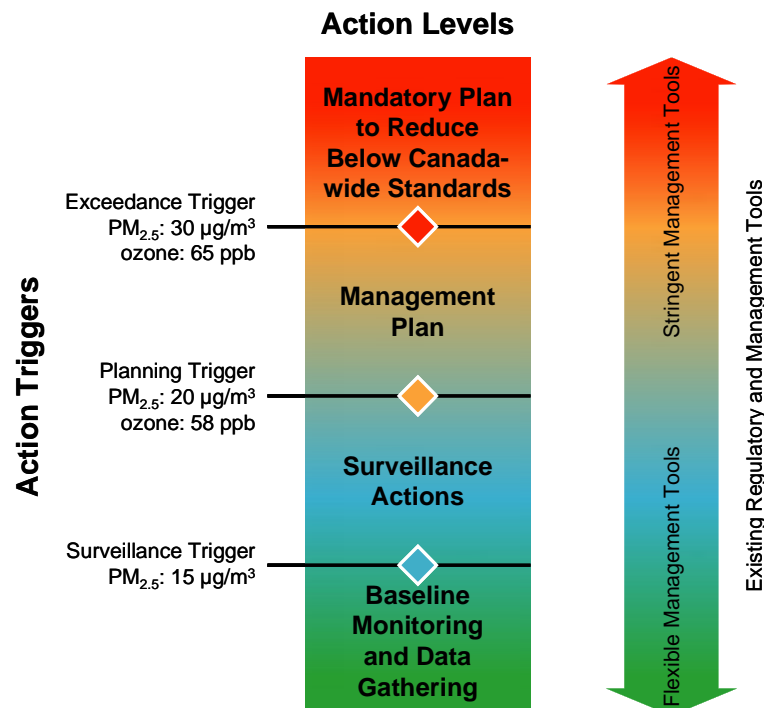 Action Levels
Mandatory Plan
to Reduce
Below Canada-
wide Standards
Exceedance Trigger
PM2.5: 30 µg/m³
ozone: 65 ppb
Management
Plan
Planning Trigger
PM2.5: 20 µg/m³
ozone: 58 ppb
Surveillance
Actions
Surveillance Trigger
PM2.5: 15 µg/m³
Baseline
Monitoring
and Data
Gathering
Action Triggers
Stringent Management Tools
Flexible Management Tools
Existing Regulatory and Management Tools